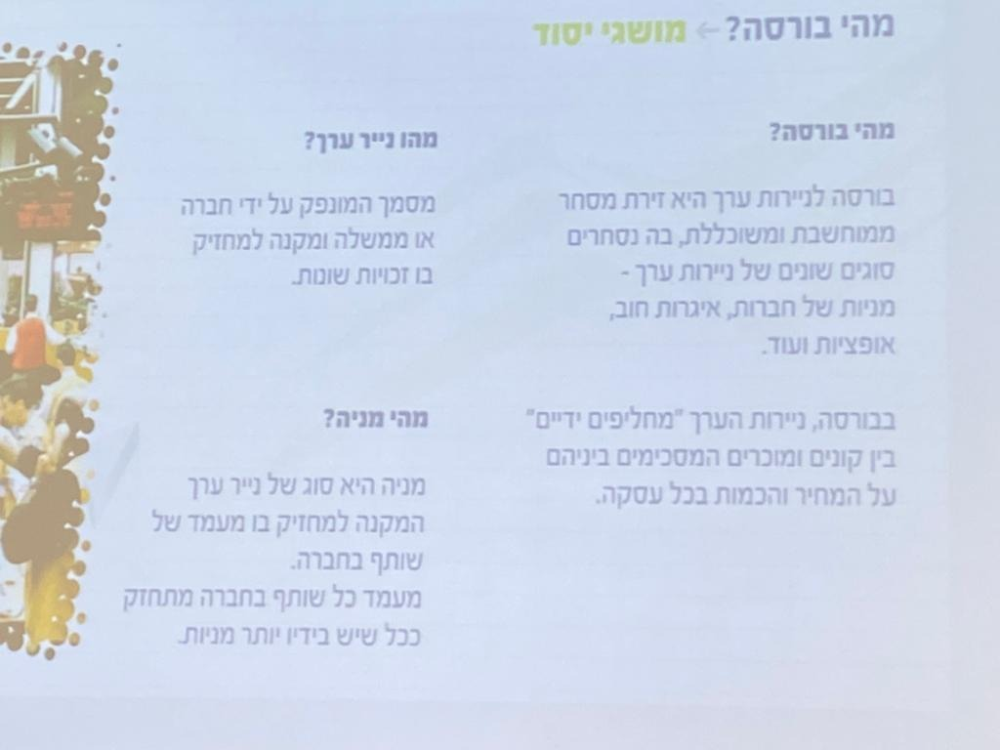 מהי בורסה? ← מושגי יסוד
מהי בורסה?
בורסה לניירות ערך היא זירת מסחר
ממוחשבת ומשוכללת, בה נסחרים
סוגים שונים של ניירות ערך -
מניות של חברות, איגרות חוב,
אופציות ועוד.
בבורסה, ניירות הערך "מחליפים ידיים"
בין קונים ומוכרים המסכימים ביניהם
על המחיר והכמות בכל עסקה.
מהו נייר ערך?
מסמך המונפק על ידי חברה
או ממשלה ומקנה למחזיק
בו זכויות שונות.
מהי מניה?
מניה היא סוג של נייר ערך
המקנה למחזיק בו מעמד של
שותף בחברה.
מעמד כל שותף בחברה מתחזק
ככל שיש בידיו יותר מניות.